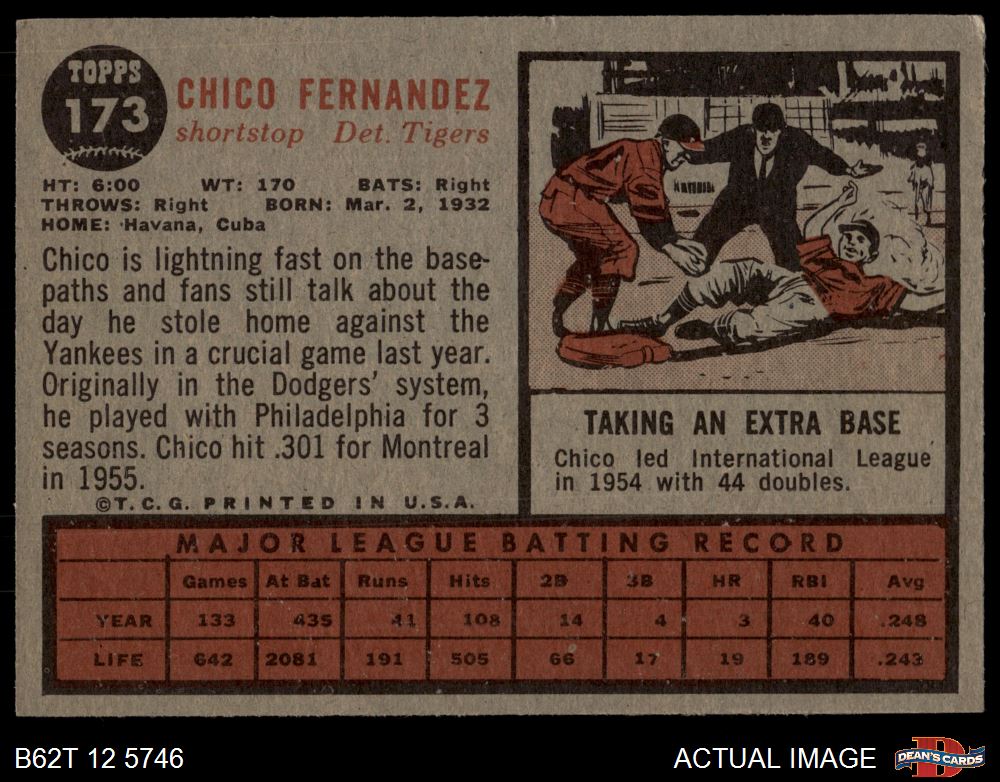 TOPPS
173
CHICO FERNANDEZ
shortstop Det. Tigers
HT: 6:00 WT: 170 BATS: Right
THROWS: Right BORN: Mar. 2, 1932
HOME: Havana, Cuba
Chico is lightning fast on the base-
paths and fans still talk about the
day he stole home against the
Yankees in a crucial game last year.
Originally in the Dodgers' system,
he played with Philadelphia for 3
seasons. Chico hit .301 for Montreal
in 1955.
©T.C.G. PRINTED IN U.S.A.
TAKING AN EXTRA BASE
Chico led International League
in 1954 with 44 doubles.
MAJOR LEAGUE BATTING RECORD
Games At Bat Runs Hits 2B 3B HR RBI Avg
YEAR 133 435 41 108 14 4 3 40 .248
LIFE 642 2081 191 505 66 17 19 189 .243
B62T 12 5746
ACTUAL IMAGE
D
DEAN'S CARDS